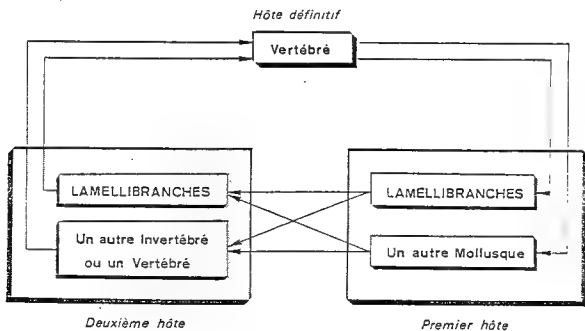 Hôte définitif
Vertébré
LAMELLIBRANCHES
LAMELLIBRANCHES
Un autre Invertébré
ou un Vertébré
Un autre Mollusque
Deuxième hôte
Premier hôte